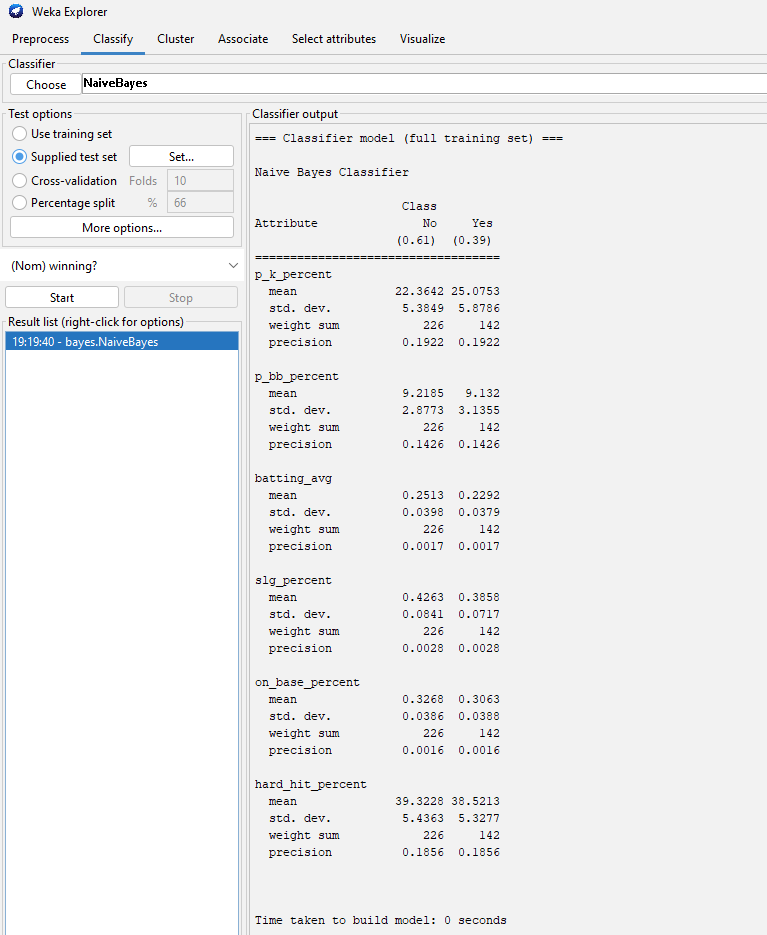 Weka Explorer
Preprocess Classify Cluster Associate Select attributes Visualize
Classifier
Choose NaiveBayes
Test options
Use training set
Supplied test set Set...
Cross-validation Folds 10
Percentage split % 66
More options...
(Nom) winning?
Start Stop
Result list (right-click for options)
19:19:40 - bayes.NaiveBayes
Classifier output
=== Classifier model (full training set) ===
Naive Bayes Classifier
Class
Attribute No Yes
(0.61) (0.39)
===================================
p_k_percent
mean 22.3642 25.0753
std. dev. 5.3849 5.8786
weight sum 226 142
precision 0.1922 0.1922
p_bb_percent
mean 9.2185 9.132
std. dev. 2.8773 3.1355
weight sum 226 142
precision 0.1426 0.1426
batting_avg
mean 0.2513 0.2292
std. dev. 0.0398 0.0379
weight sum 226 142
precision 0.0017 0.0017
slg_percent
mean 0.4263 0.3858
std. dev. 0.0841 0.0717
weight sum 226 142
precision 0.0028 0.0028
on_base_percent
mean 0.3268 0.3063
std. dev. 0.0386 0.0388
weight sum 226 142
precision 0.0016 0.0016
hard_hit_percent
mean 39.3228 38.5213
std. dev. 5.4363 5.3277
weight sum 226 142
precision 0.1856 0.1856
Time taken to build model: 0 seconds